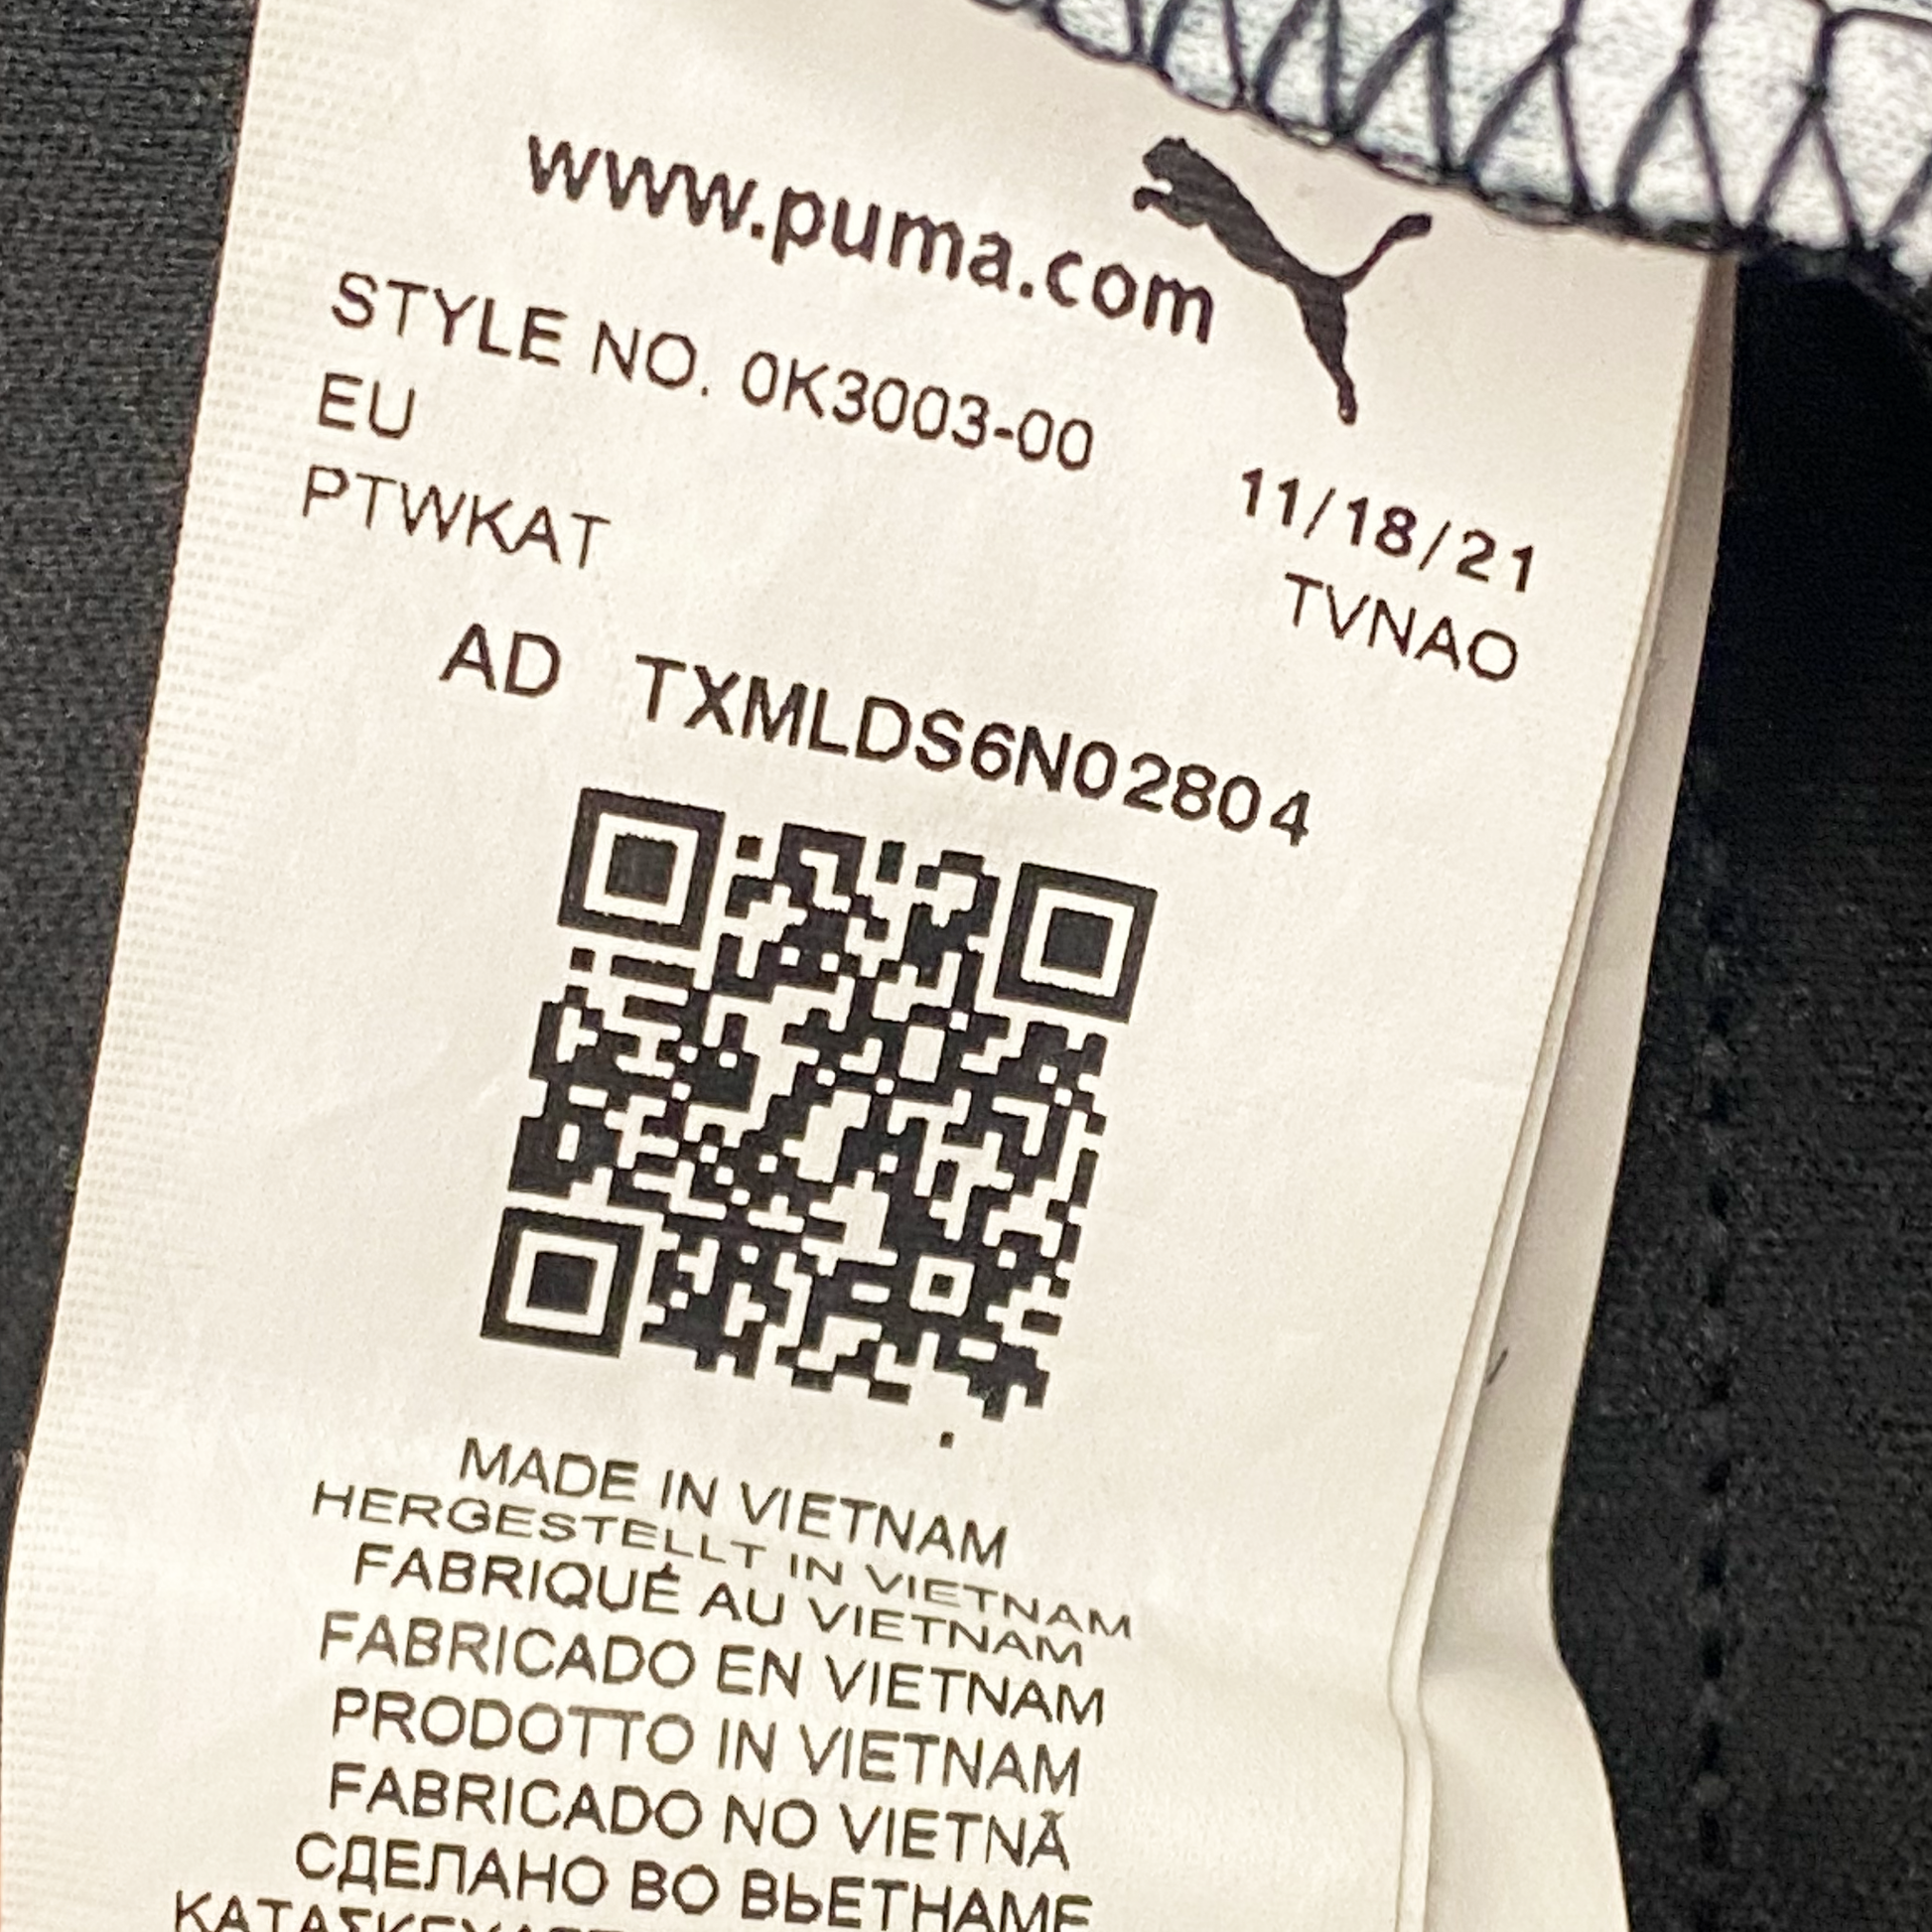 www.puma.com
STYLE NO. 0K3003-00
EU
11/18/21
PTWKAT
TVNAO
AD TXMLDS6N02804
MADE IN VIETNAM
HERGESTELLT IN VIETNAM
FABRIQUÉ AU VIETNAM
FABRICADO EN VIETNAM
PRODOTTO IN VIETNAM
FABRICADO NO VIETNÃ
СДЕЛАНО ВО ВЬЕТНАМЕ